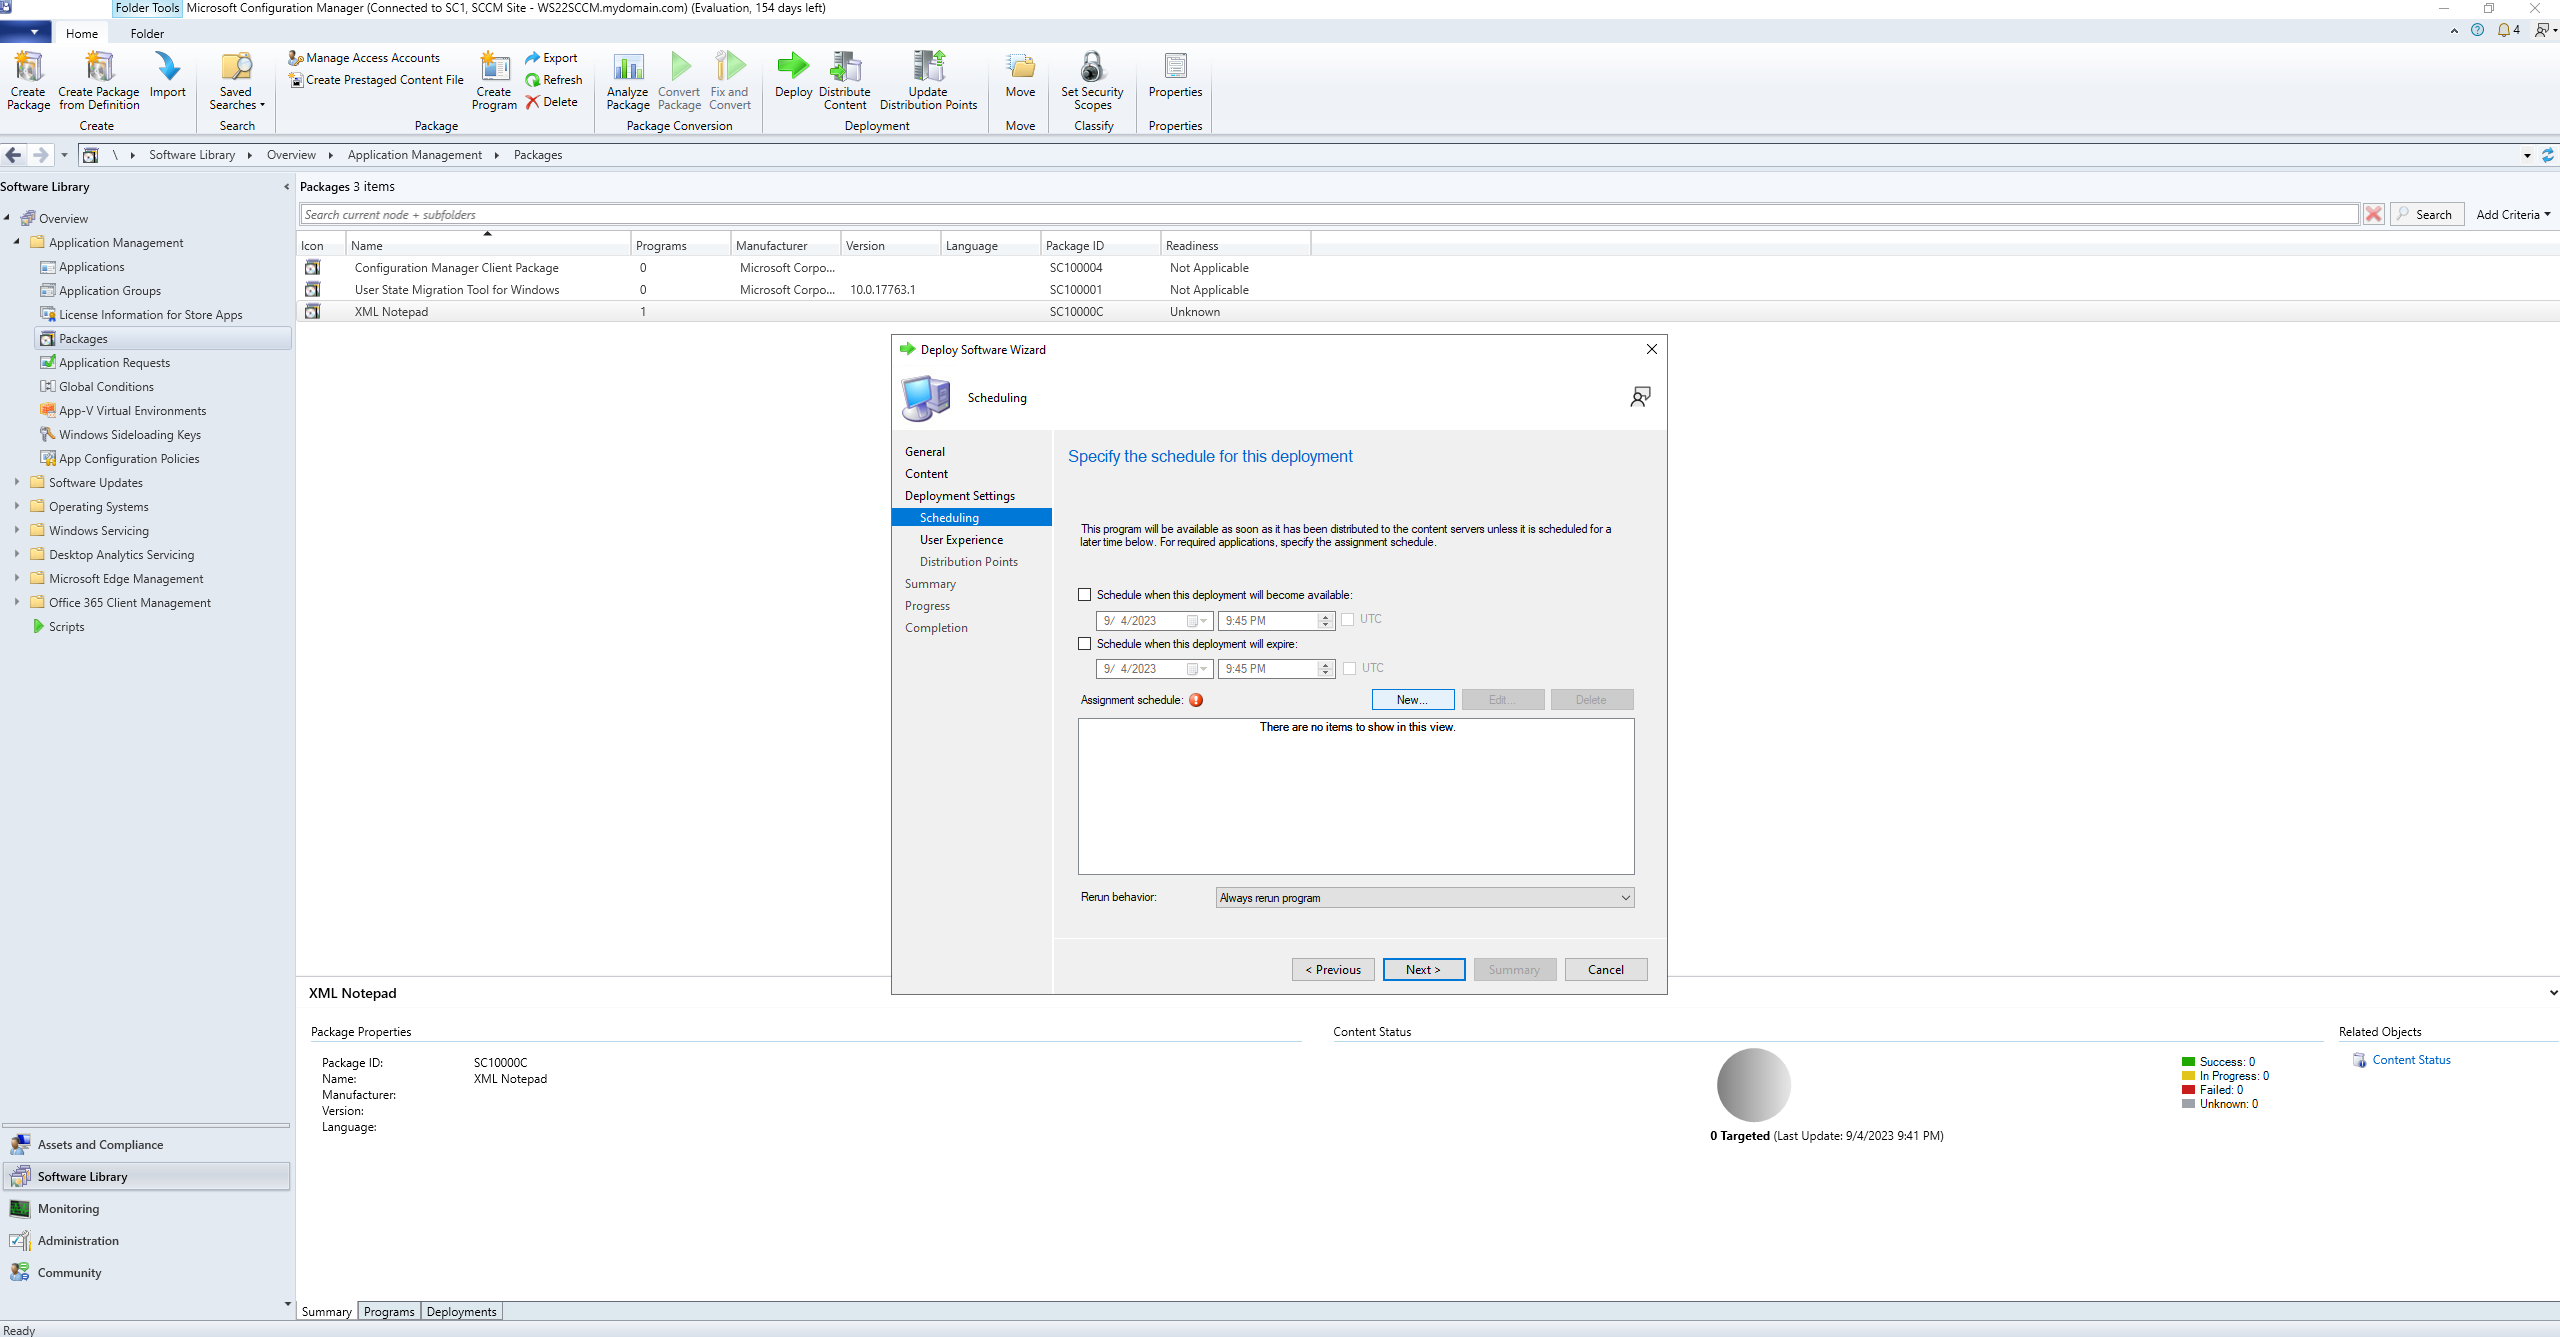 Folder Tools
Microsoft Configuration Manager (Connected to SC1, SCCM Site - WS22SCCM.mydomain.com) (Evaluation, 154 days left)
Home
Folder
4
Create Package
Create Package from Definition
Import
Create
Saved Searches
Search
Manage Access Accounts
Create Prestaged Content File
Create Program
Export
Refresh
Delete
Package
Analyze Package
Convert Package
Fix and Convert
Package Conversion
Deploy
Distribute Content
Update Distribution Points
Deployment
Move
Move
Set Security Scopes
Classify
Properties
Properties
\ Software Library Overview Application Management Packages
Software Library
Overview
Application Management
Applications
Application Groups
License Information for Store Apps
Packages
Application Requests
Global Conditions
App-V Virtual Environments
Windows Sideloading Keys
App Configuration Policies
Software Updates
Operating Systems
Windows Servicing
Desktop Analytics Servicing
Microsoft Edge Management
Office 365 Client Management
Scripts
Assets and Compliance
Software Library
Monitoring
Administration
Community
Packages 3 items
Search current node + subfolders
Search
Add Criteria
Icon Name Programs Manufacturer Version Language Package ID Readiness
Configuration Manager Client Package 0 Microsoft Corpo... SC100004 Not Applicable
User State Migration Tool for Windows 0 Microsoft Corpo... 10.0.17763.1 SC100001 Not Applicable
XML Notepad 1 SC10000C Unknown
Deploy Software Wizard
Scheduling
General
Content
Deployment Settings
Scheduling
User Experience
Distribution Points
Summary
Progress
Completion
Specify the schedule for this deployment
This program will be available as soon as it has been distributed to the content servers unless it is scheduled for a
later time below. For required applications, specify the assignment schedule.
Schedule when this deployment will become available:
9/ 4/2023 9:45 PM UTC
Schedule when this deployment will expire:
9/ 4/2023 9:45 PM UTC
Assignment schedule: New... Edit... Delete
There are no items to show in this view.
Rerun behavior: Always rerun program
< Previous Next > Summary Cancel
XML Notepad
Package Properties
Package ID: SC10000C
Name: XML Notepad
Manufacturer:
Version:
Language:
Content Status
Success: 0
In Progress: 0
Failed: 0
Unknown: 0
0 Targeted (Last Update: 9/4/2023 9:41 PM)
Related Objects
Content Status
Summary Programs Deployments
Ready